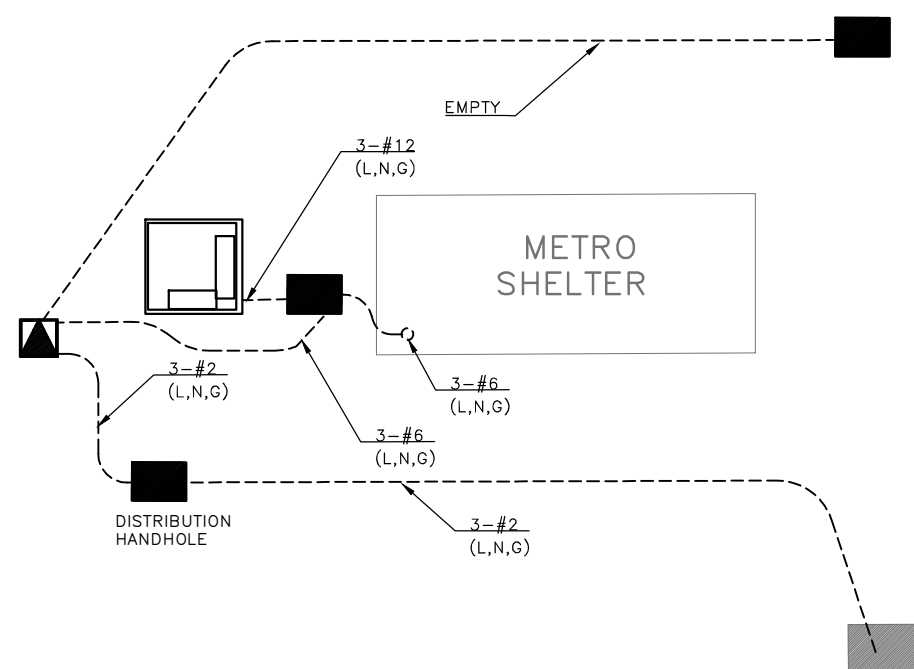 EMPTY
3-#12
(L,N,G)
METRO
SHELTER
3-#2
(L,N,G)
3-#6
(L,N,G)
3-#6
(L,N,G)
DISTRIBUTION
HANDHOLE
3-#2
(L,N,G)